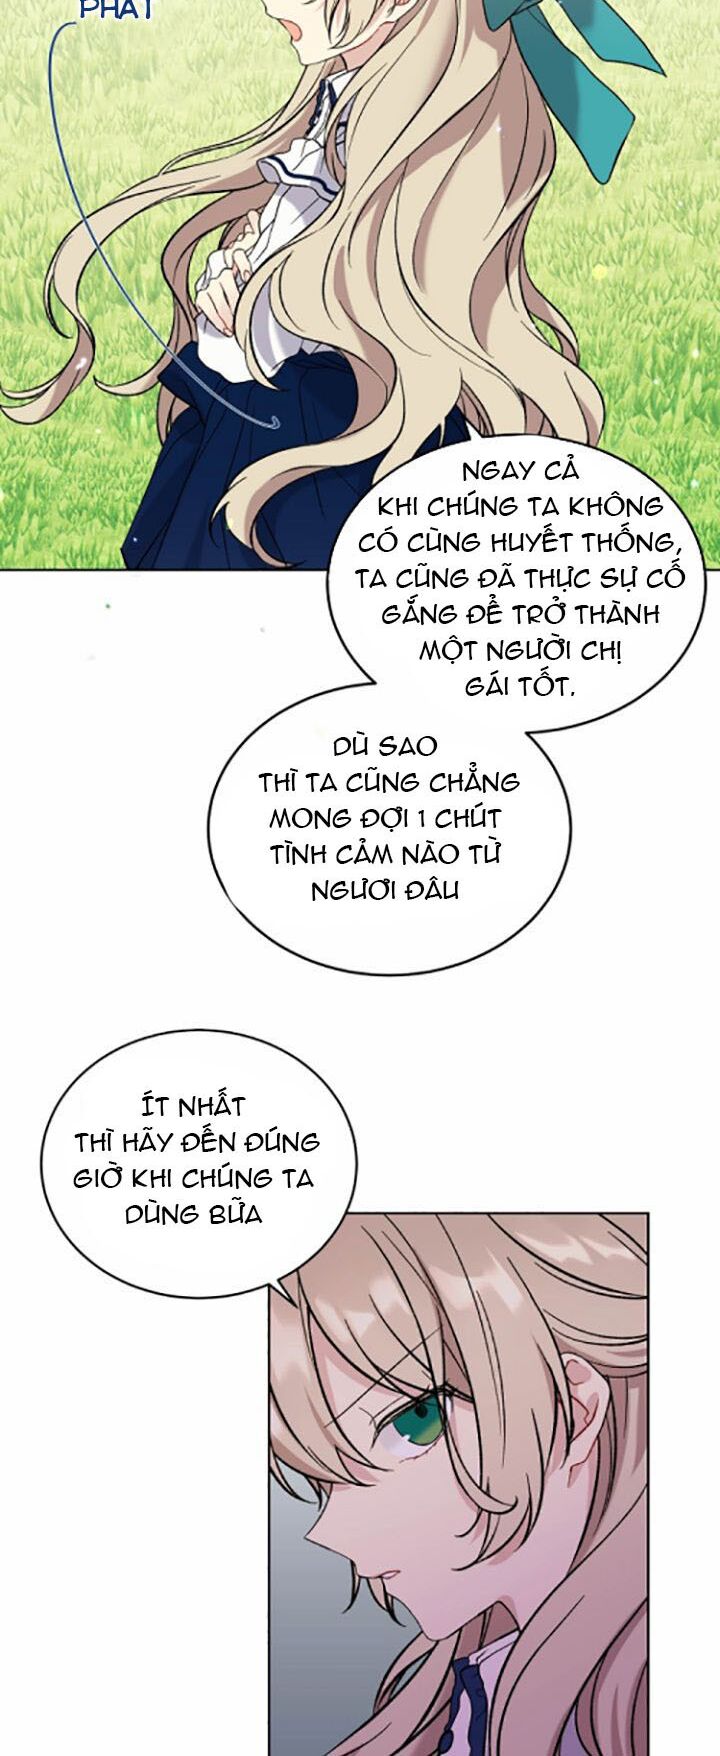 PHẠT
NGAY CẢ
KHI CHÚNG TA KHÔNG
CÓ CÙNG HUYẾT THỐNG,
TA CŨNG ĐÃ THỰC SỰ CỐ
GẮNG ĐỂ TRỞ THÀNH
MỘT NGƯỜI CHỊ
GÁI TỐT.
DÙ SAO
THÌ TA CŨNG CHẲNG
MONG ĐỢI 1 CHÚT
TÌNH CẢM NÀO TỪ
NGƯƠI ĐÂU
ÍT NHẤT
THÌ HÃY ĐẾN ĐÚNG
GIỜ KHI CHÚNG TA
DÙNG BỮA